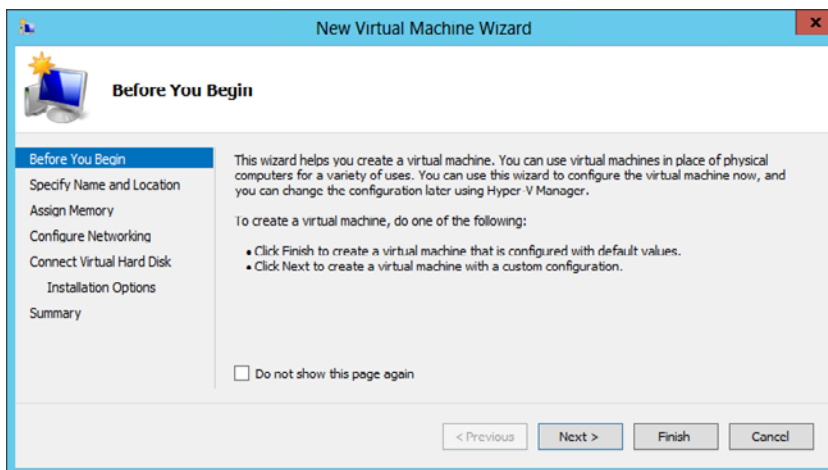 New Virtual Machine Wizard
x
Before You Begin
Before You Begin
Specify Name and Location
Assign Memory
Configure Networking
Connect Virtual Hard Disk
Installation Options
Summary
This wizard helps you create a virtual machine. You can use virtual machines in place of physical
computers for a variety of uses. You can use this wizard to configure the virtual machine now, and
you can change the configuration later using Hyper-V Manager.
To create a virtual machine, do one of the following:
• Click Finish to create a virtual machine that is configured with default values.
• Click Next to create a virtual machine with a custom configuration.
Do not show this page again
< Previous
Next >
Finish
Cancel